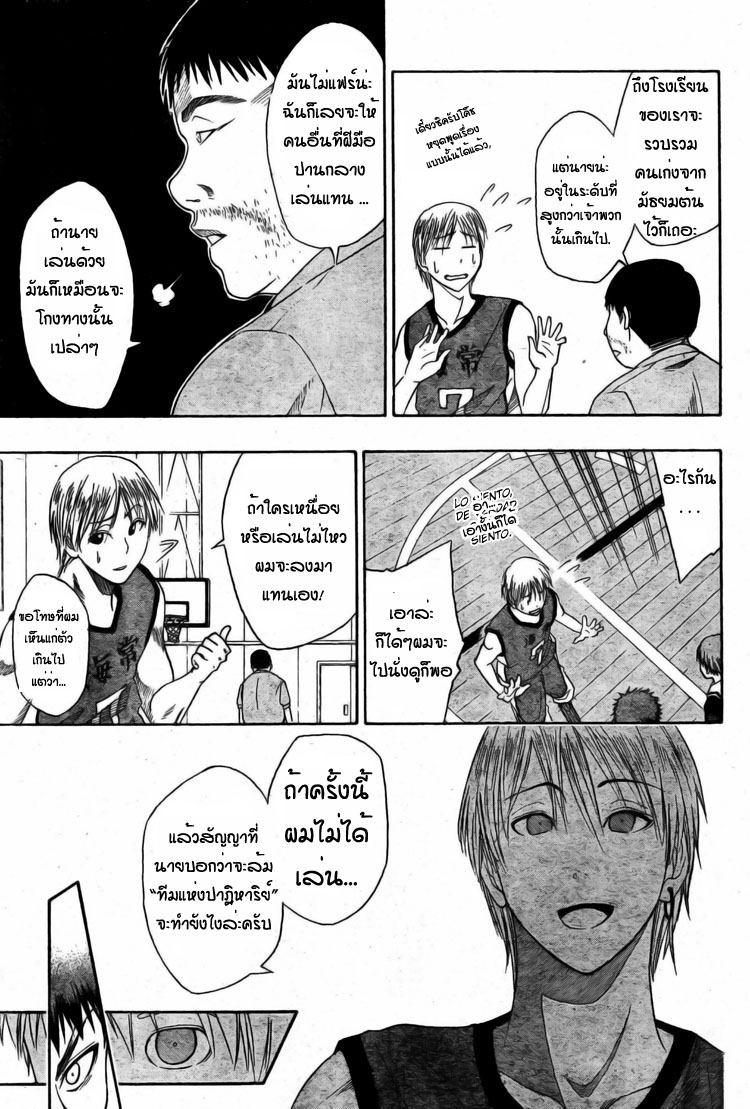 ถึงโรงเรียน
ของเราจะ
รวบรวม
คนเก่งจาก
มัธยมต้น
ไว้ก็เถอะ
แต่นายน่ะ
อยู่ในระดับที่
สูงกว่าเจ้าพวก
นั้นเกินไป.
เดี๋ยวซิครับโค๊ช
หยุดพูดเรื่อง
แบบนั้นได้แล้ว,
常
7
มันไม่แฟร์น่ะ
ฉันก็เลยจะให้
คนอื่นที่ฝีมือ
ปานกลาง
เล่นแทน ...
ถ้านาย
เล่นด้วย
มันก็เหมือนจะ
โกงทางนั้น
เปล่าๆ
อะไรกัน
...
LO SIENTO,
DE
อา..
เอางั้นก็ได้
SIENTO.
เอาล่ะ
ก็ได้ๆผมจะ
ไปนั่งดูก็พอ
7
ถ้าใครเหนื่อย
หรือเล่นไม่ไหว
ผมจะลงมา
แทนเอง!
ขอโทษที่ผม
เห็นแก่ตัว
เกินไป
แต่ว่า...
海常
ถ้าครั้งนี้
ผมไม่ได้
เล่น...
แล้วสัญญาที่
นายบอกว่าจะล้ม
“ทีมแห่งปาฏิหาริย์”
จะทำยังไงล่ะครับ